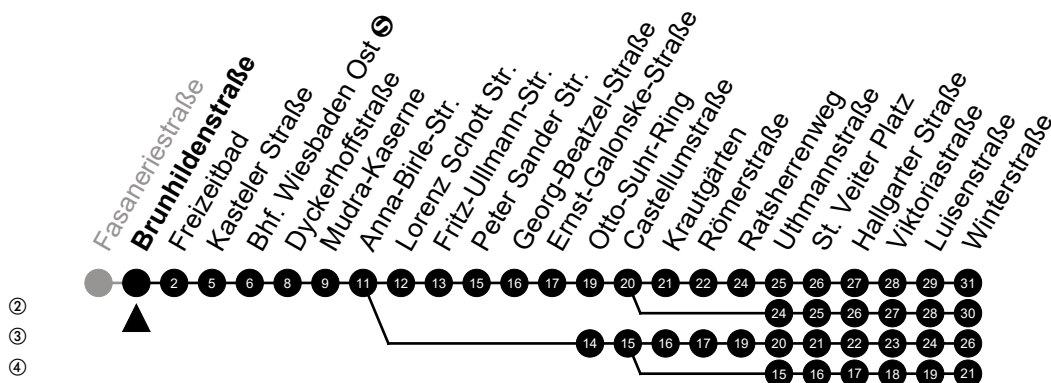 Fasaneriestraße
Brunhildenstraße
Freizeitbad
Kasteler Straße
Bhf. Wiesbaden Ost S
Dyckerhoffstraße
Mudra-Kaserne
Anna-Birle-Str.
Lorenz Schott Str.
Fritz-Ullmann-Str.
Peter Sander Str.
Georg-Beatzel-Straße
Ernst-Galonske-Straße
Otto-Suhr-Ring
Castellumstraße
Krautgärten
Römerstraße
Ratsherrenweg
Uthmannstraße
St. Veiter Platz
Hallgarter Straße
Viktoriastraße
Luisenstraße
Winterstraße
2 5 6 8 9 11 12 13 15 16 17 19 20 21 22 24 25 26 27 28 29 31
② 24 25 26 27 28 30
③ 14 15 16 17 19 20 21 22 23 24 26
④ 15 16 17 18 19 21